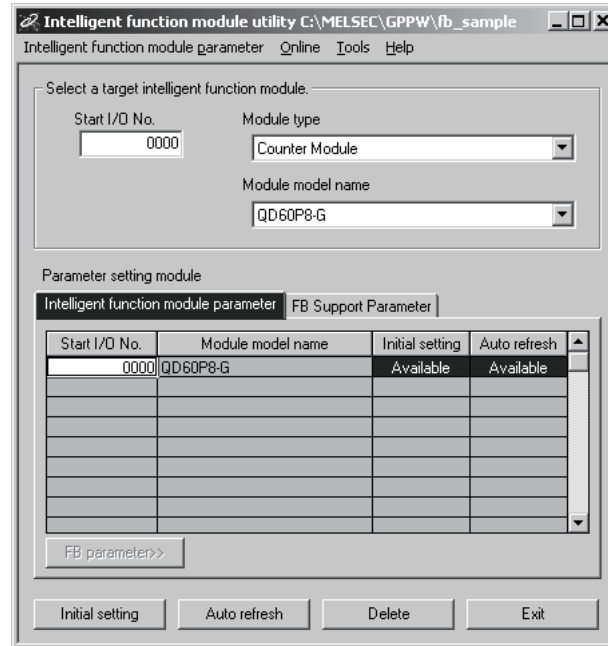 Intelligent function module utility C:\MELSEC\GPPW\fb_sample
Intelligent function module parameter Online Tools Help
Select a target intelligent function module.
Start I/O No. Module type
0000 Counter Module
Module model name
QD60P8-G
Parameter setting module
Intelligent function module parameter FB Support Parameter
Start I/O No. Module model name Initial setting Auto refresh
0000 QD60P8-G Available Available
FB parameter>>
Initial setting Auto refresh Delete Exit